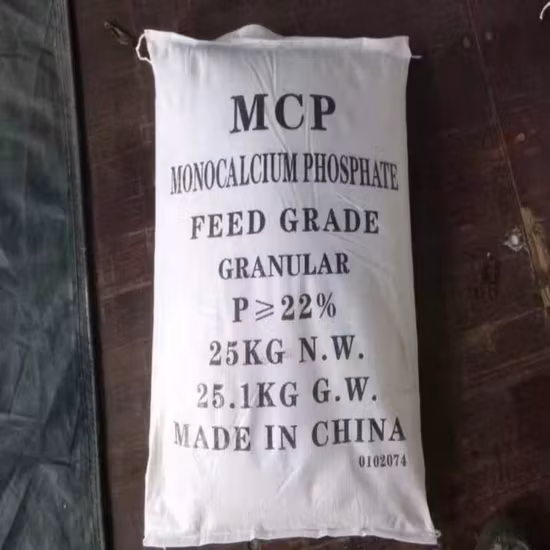 MCP
MONOCALCIUM PHOSPHATE
FEED GRADE
GRANULAR
P≥22%
25KG N.W.
25.1KG G.W.
MADE IN CHINA
0102074